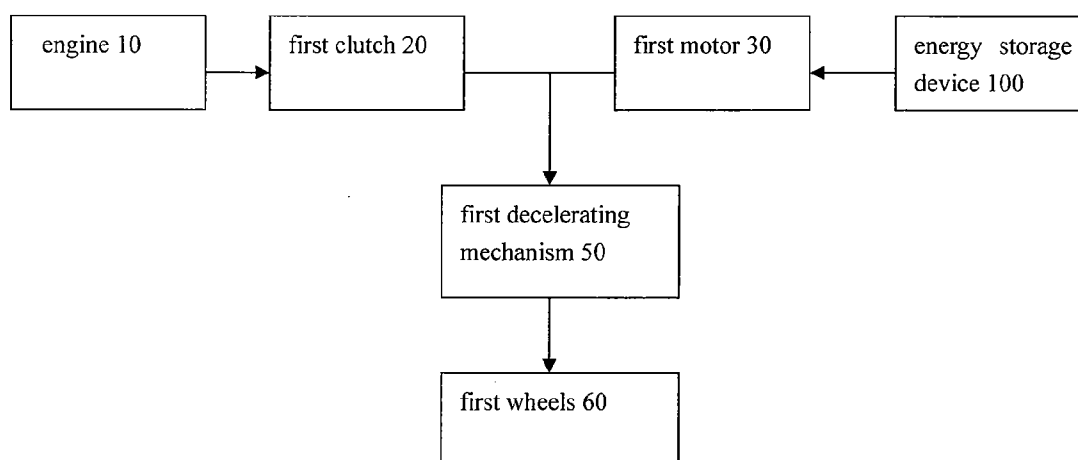 engine 10
first clutch 20
first motor 30
energy storage
device 100
first decelerating
mechanism 50
first wheels 60